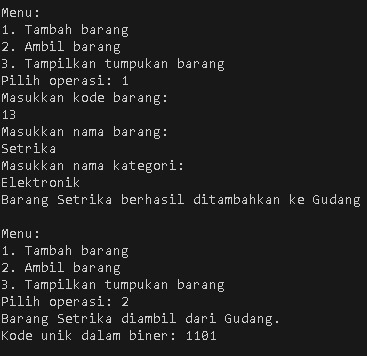 Menu:
1. Tambah barang
2. Ambil barang
3. Tampilkan tumpukan barang
Pilih operasi: 1
Masukkan kode barang:
13
Masukkan nama barang:
Setrika
Masukkan nama kategori:
Elektronik
Barang Setrika berhasil ditambahkan ke Gudang
Menu:
1. Tambah barang
2. Ambil barang
3. Tampilkan tumpukan barang
Pilih operasi: 2
Barang Setrika diambil dari Gudang.
Kode unik dalam biner: 1101